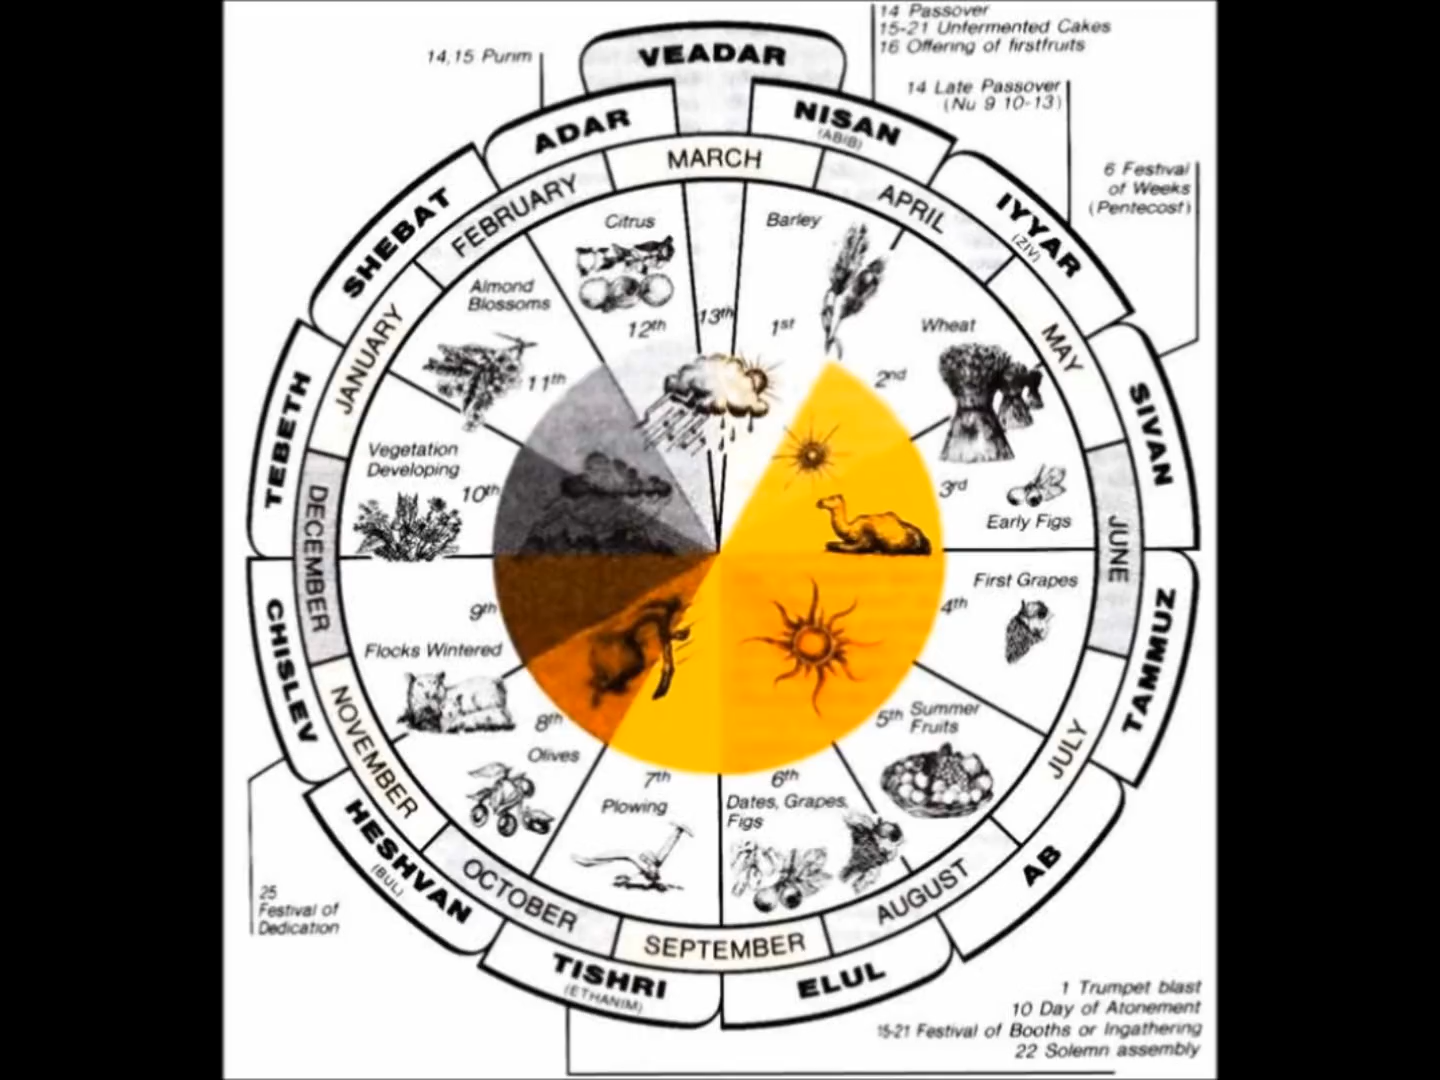 14 Passover
15-21 Unfermented Cakes
16 Offering of firstfruits
14,15 Purim
14 Late Passover
(Nu 9 10-13)
6 Festival
of Weeks
(Pentecost)
VEADAR
NISAN
(ABIB)
IYYAR
(ZIV)
SIVAN
TAMMUZ
AB
ELUL
TISHRI
(ETHANIM)
HESHVAN
(BUL)
CHISLEV
TEBETH
SHEBAT
ADAR
MARCH
APRIL
MAY
JUNE
JULY
AUGUST
SEPTEMBER
OCTOBER
NOVEMBER
DECEMBER
JANUARY
FEBRUARY
13th
Barley
1st
Wheat
2nd
3rd
Early Figs
First Grapes
4th
5th Summer
Fruits
6th
Dates, Grapes,
Figs
7th
Plowing
8th
Olives
9th
Flocks Wintered
Vegetation
Developing
10th
Almond
Blossoms
11th
Citrus
12th
25
Festival of
Dedication
1 Trumpet blast
10 Day of Atonement
15-21 Festival of Booths or Ingathering
22 Solemn assembly